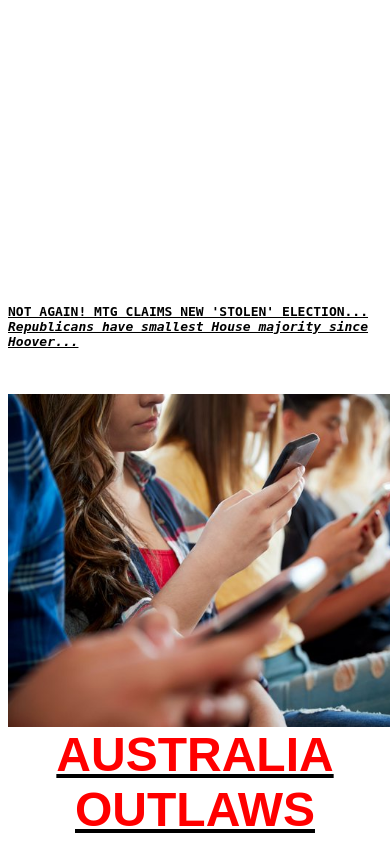 NOT AGAIN! MTG CLAIMS NEW 'STOLEN' ELECTION...
Republicans have smallest House majority since
Hoover...
AUSTRALIA
OUTLAWS